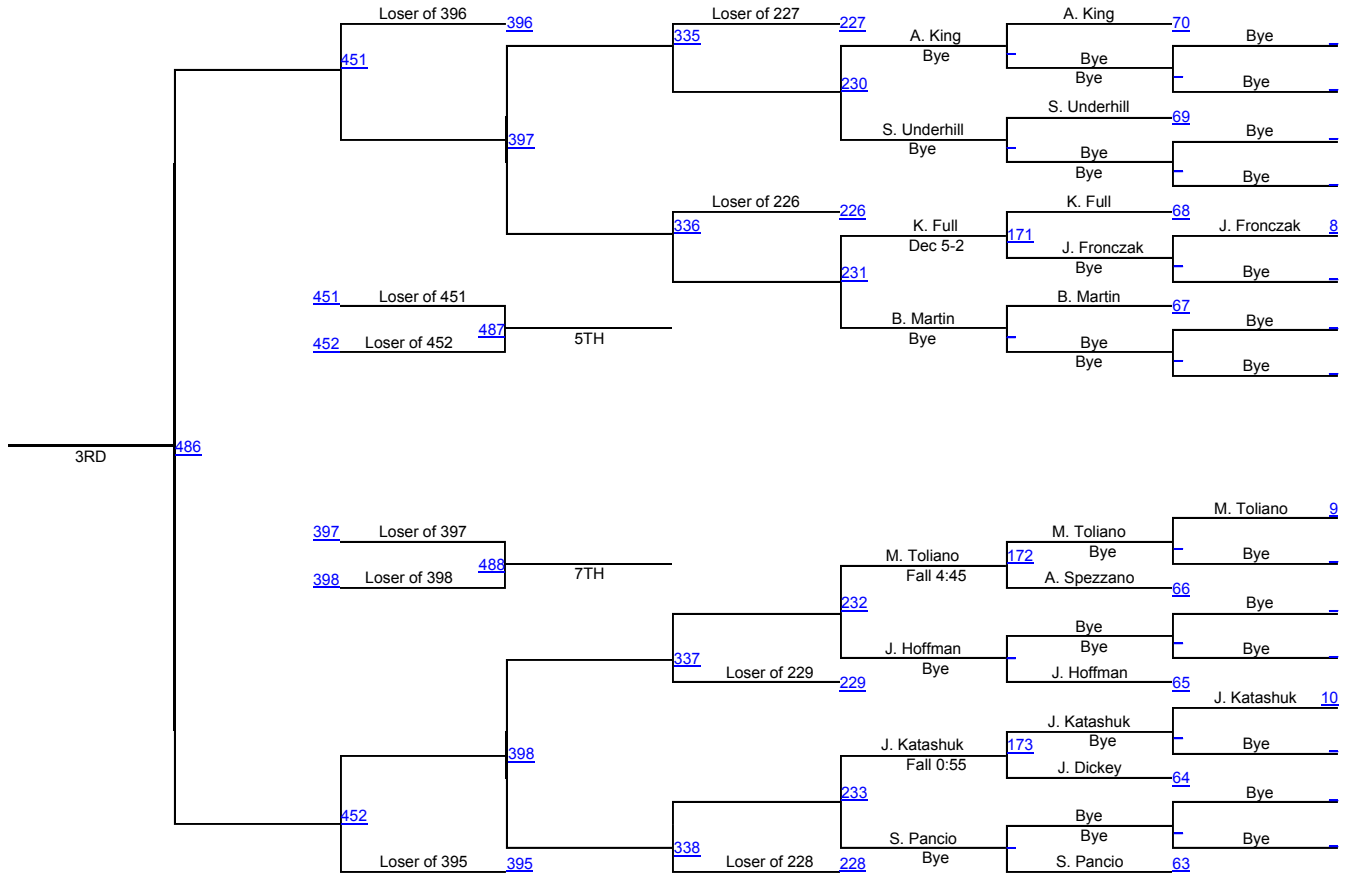 Loser of 396 396 Loser of 227 227 A. King 70
335 A. King Bye _
451 Bye - Bye
230 Bye - Bye _
S. Underhill 69
397 S. Underhill Bye _
Bye - Bye
Bye - Bye _
Loser of 226 226 K. Full 68
336 K. Full 171 J. Fronczak 8
Dec 5-2 J. Fronczak
231 Bye - Bye _
451 Loser of 451 B. Martin 67
487 5TH B. Martin Bye _
452 Loser of 452 Bye - Bye
Bye - Bye _
486
3RD
M. Toliano 9
397 Loser of 397 M. Toliano
488 7TH M. Toliano 172 Bye - Bye _
398 Loser of 398 Fall 4:45 A. Spezzano 66
232 Bye _
Bye
J. Hoffman - Bye - Bye _
337 Loser of 229 229 Bye J. Hoffman 65
J. Katashuk 10
J. Katashuk
398 J. Katashuk 173 Bye - Bye _
Fall 0:55 J. Dickey 64
233 Bye _
452 Bye
S. Pancio - Bye - Bye _
338 Bye
Loser of 395 395 Loser of 228 228 S. Pancio 63